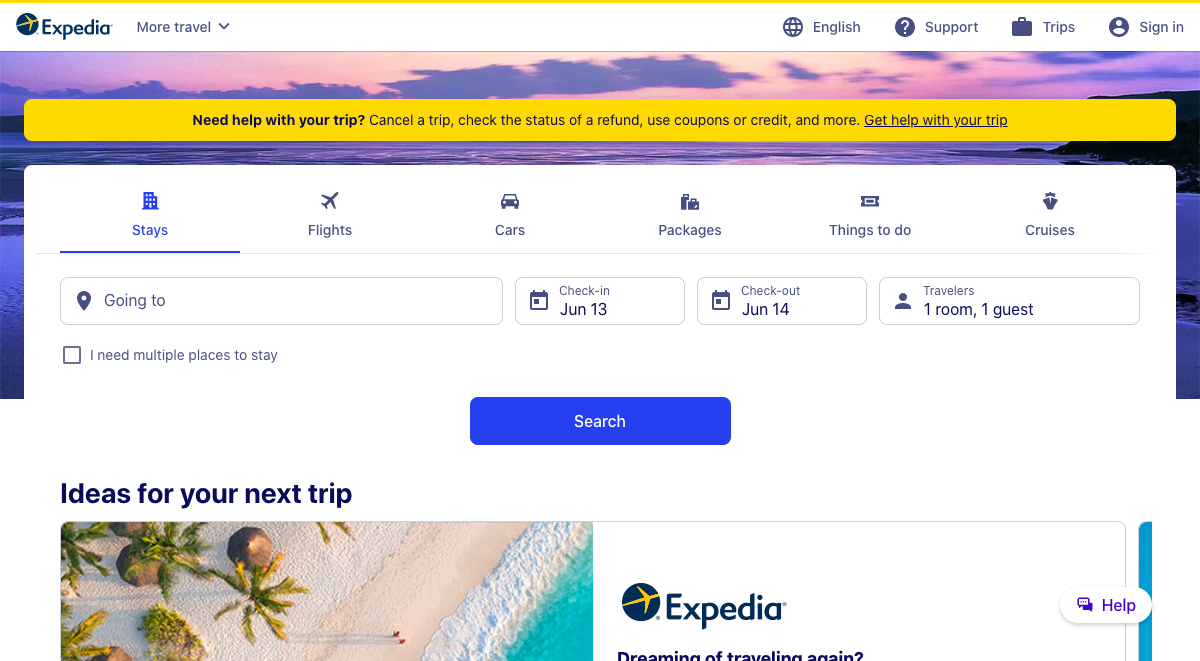 Expedia
More travel
English
Support
Trips
Sign in
Need help with your trip? Cancel a trip, check the status of a refund, use coupons or credit, and more. Get help with your trip
Stays
Flights
Cars
Packages
Things to do
Cruises
Going to
Check-in
Jun 13
Check-out
Jun 14
Travelers
1 room, 1 guest
I need multiple places to stay
Search
Ideas for your next trip
Expedia
Dreaming of traveling again?
Help